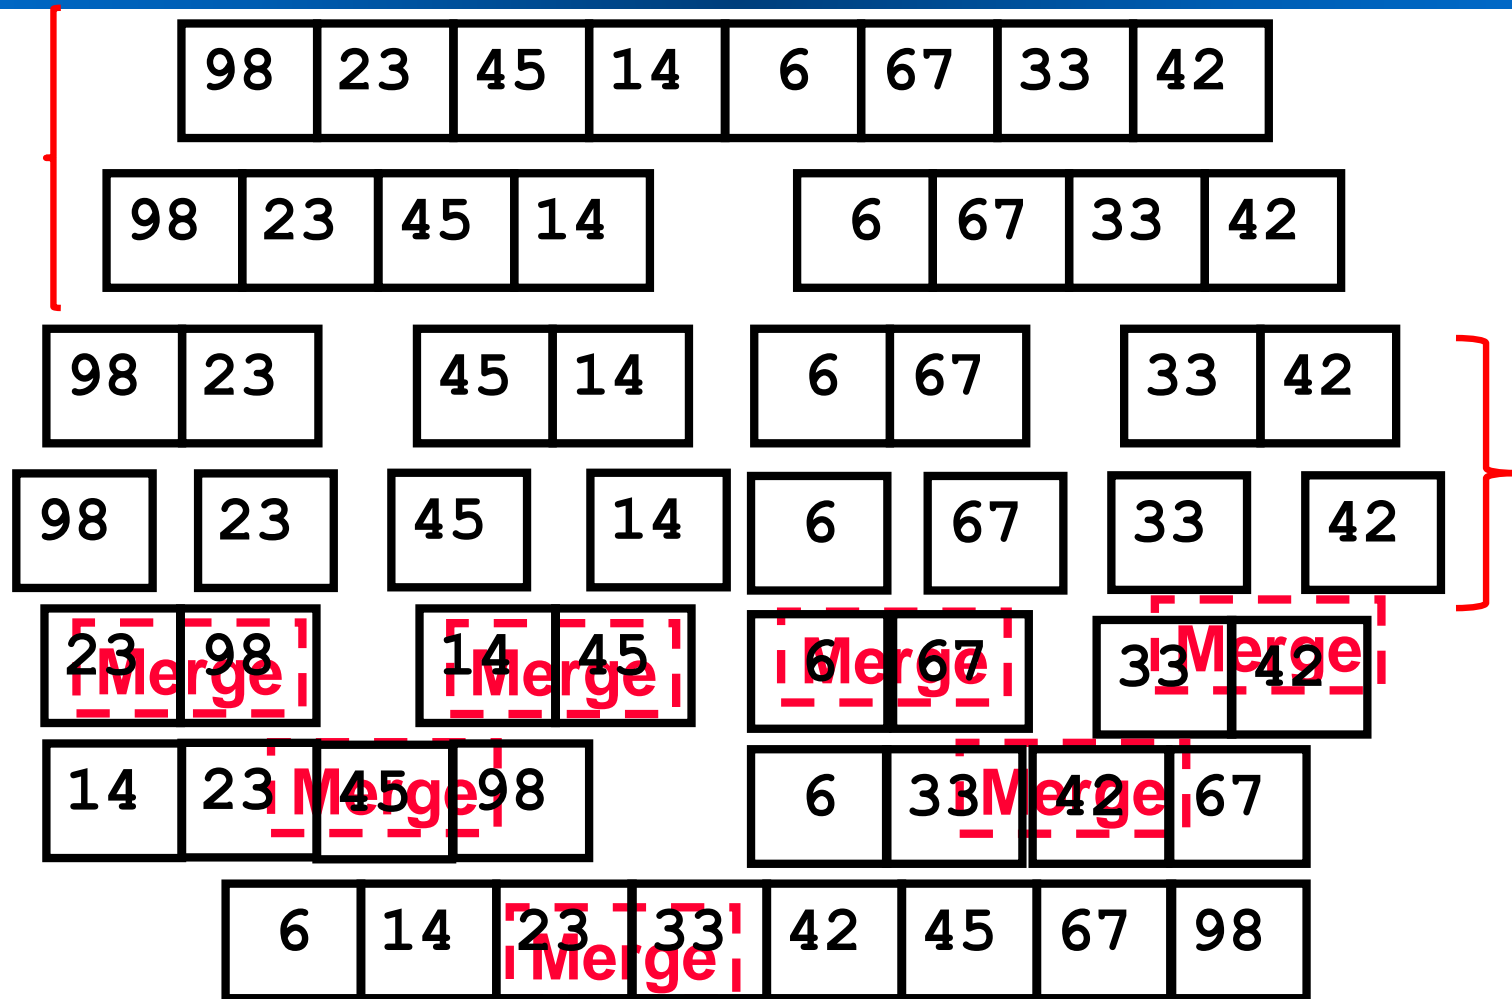 98 23 45 14 6 67 33 42
98 23 45 14 6 67 33 42
98 23 45 14 6 67 33 42
98 23 45 14 6 67 33 42
23 98 14 45 6 67 33 42
Merge Merge Merge Merge
14 23 45 98 6 33 42 67
Merge Merge
6 14 23 33 42 45 67 98
Merge